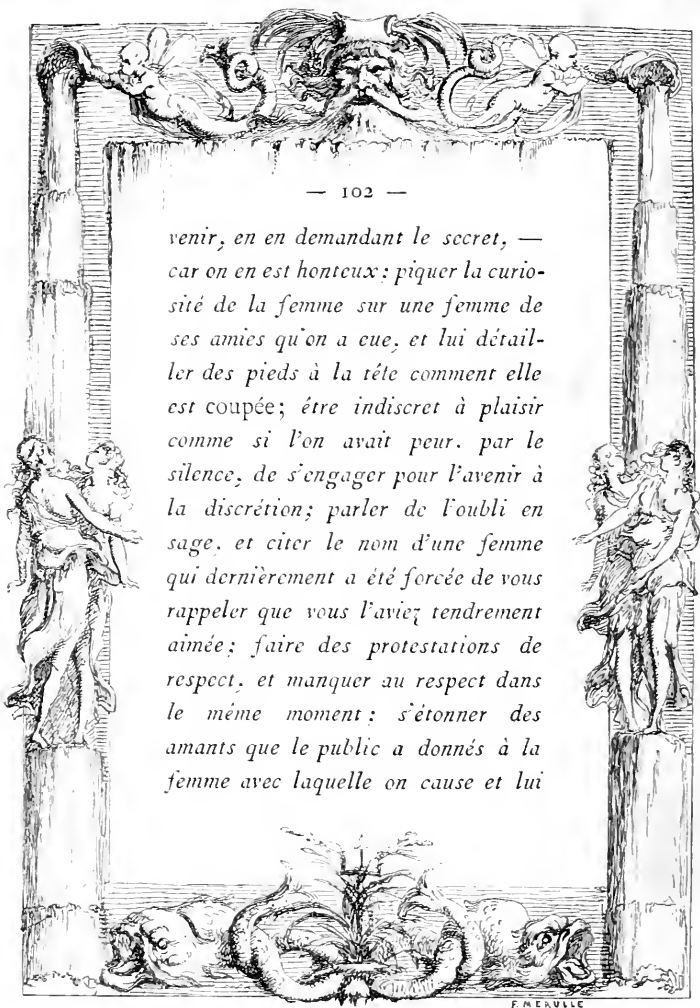 — 102 —
venir, en en demandant le secret, —
car on en est honteux; piquer la curio-
sité de la femme sur une femme de
ses amies qu'on a eue, et lui détail-
ler des pieds à la tête comment elle
est coupée; être indiscret à plaisir
comme si l'on avait peur, par le
silence, de s'engager pour l'avenir à
la discrétion; parler de l'oubli en
sage, et citer le nom d'une femme
qui dernièrement a été forcée de vous
rappeler que vous l'aviez tendrement
aimée; faire des protestations de
respect, et manquer au respect dans
le même moment; s'étonner des
amants que le public a donnés à la
femme avec laquelle on cause et lui
F. MEAULLE